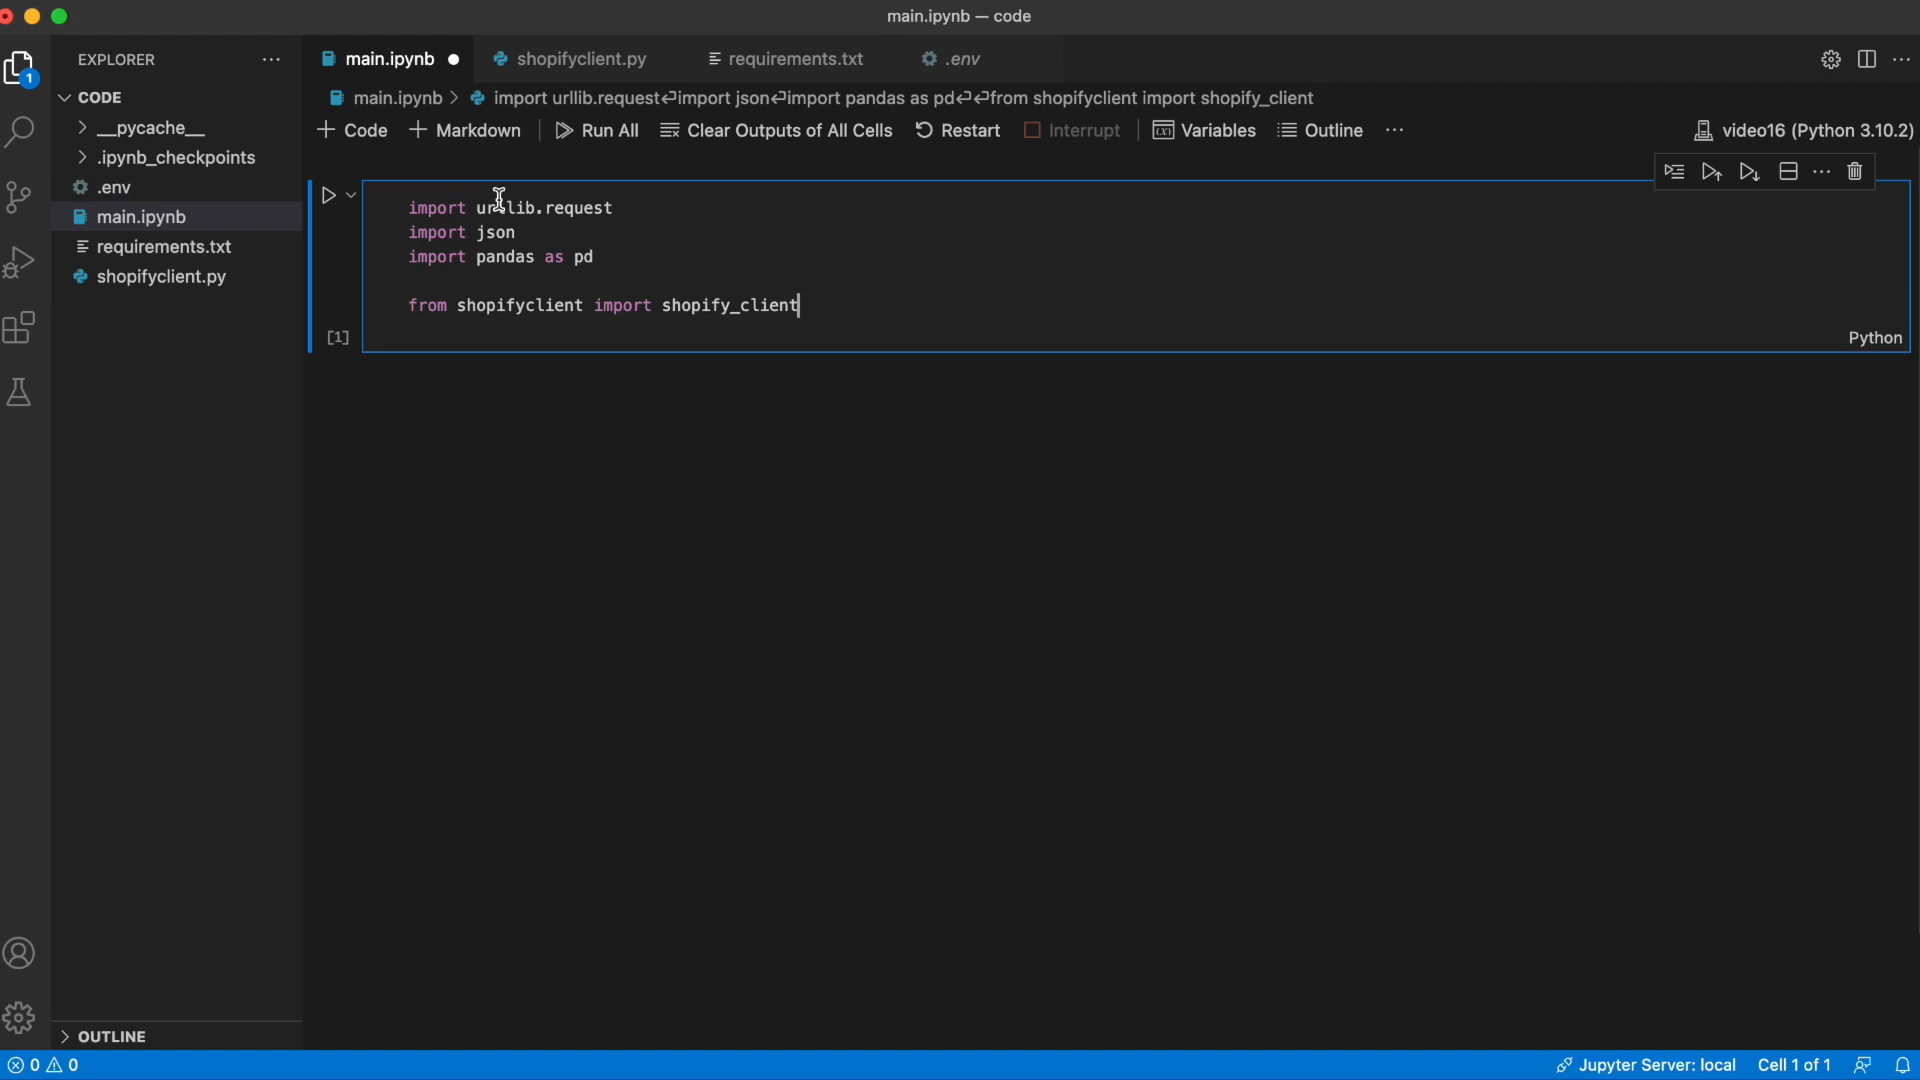 main.ipynb — code
1
EXPLORER
CODE
__pycache__
.ipynb_checkpoints
.env
main.ipynb
requirements.txt
shopifyclient.py
OUTLINE
main.ipynb shopifyclient.py requirements.txt .env
main.ipynb > import urllib.request↵import json↵import pandas as pd↵↵from shopifyclient import shopify_client
+ Code + Markdown Run All Clear Outputs of All Cells Restart Interrupt Variables Outline ··· video16 (Python 3.10.2)
import urllib.request
import json
import pandas as pd
from shopifyclient import shopify_client
[1]
Python
0 0 Jupyter Server: local Cell 1 of 1